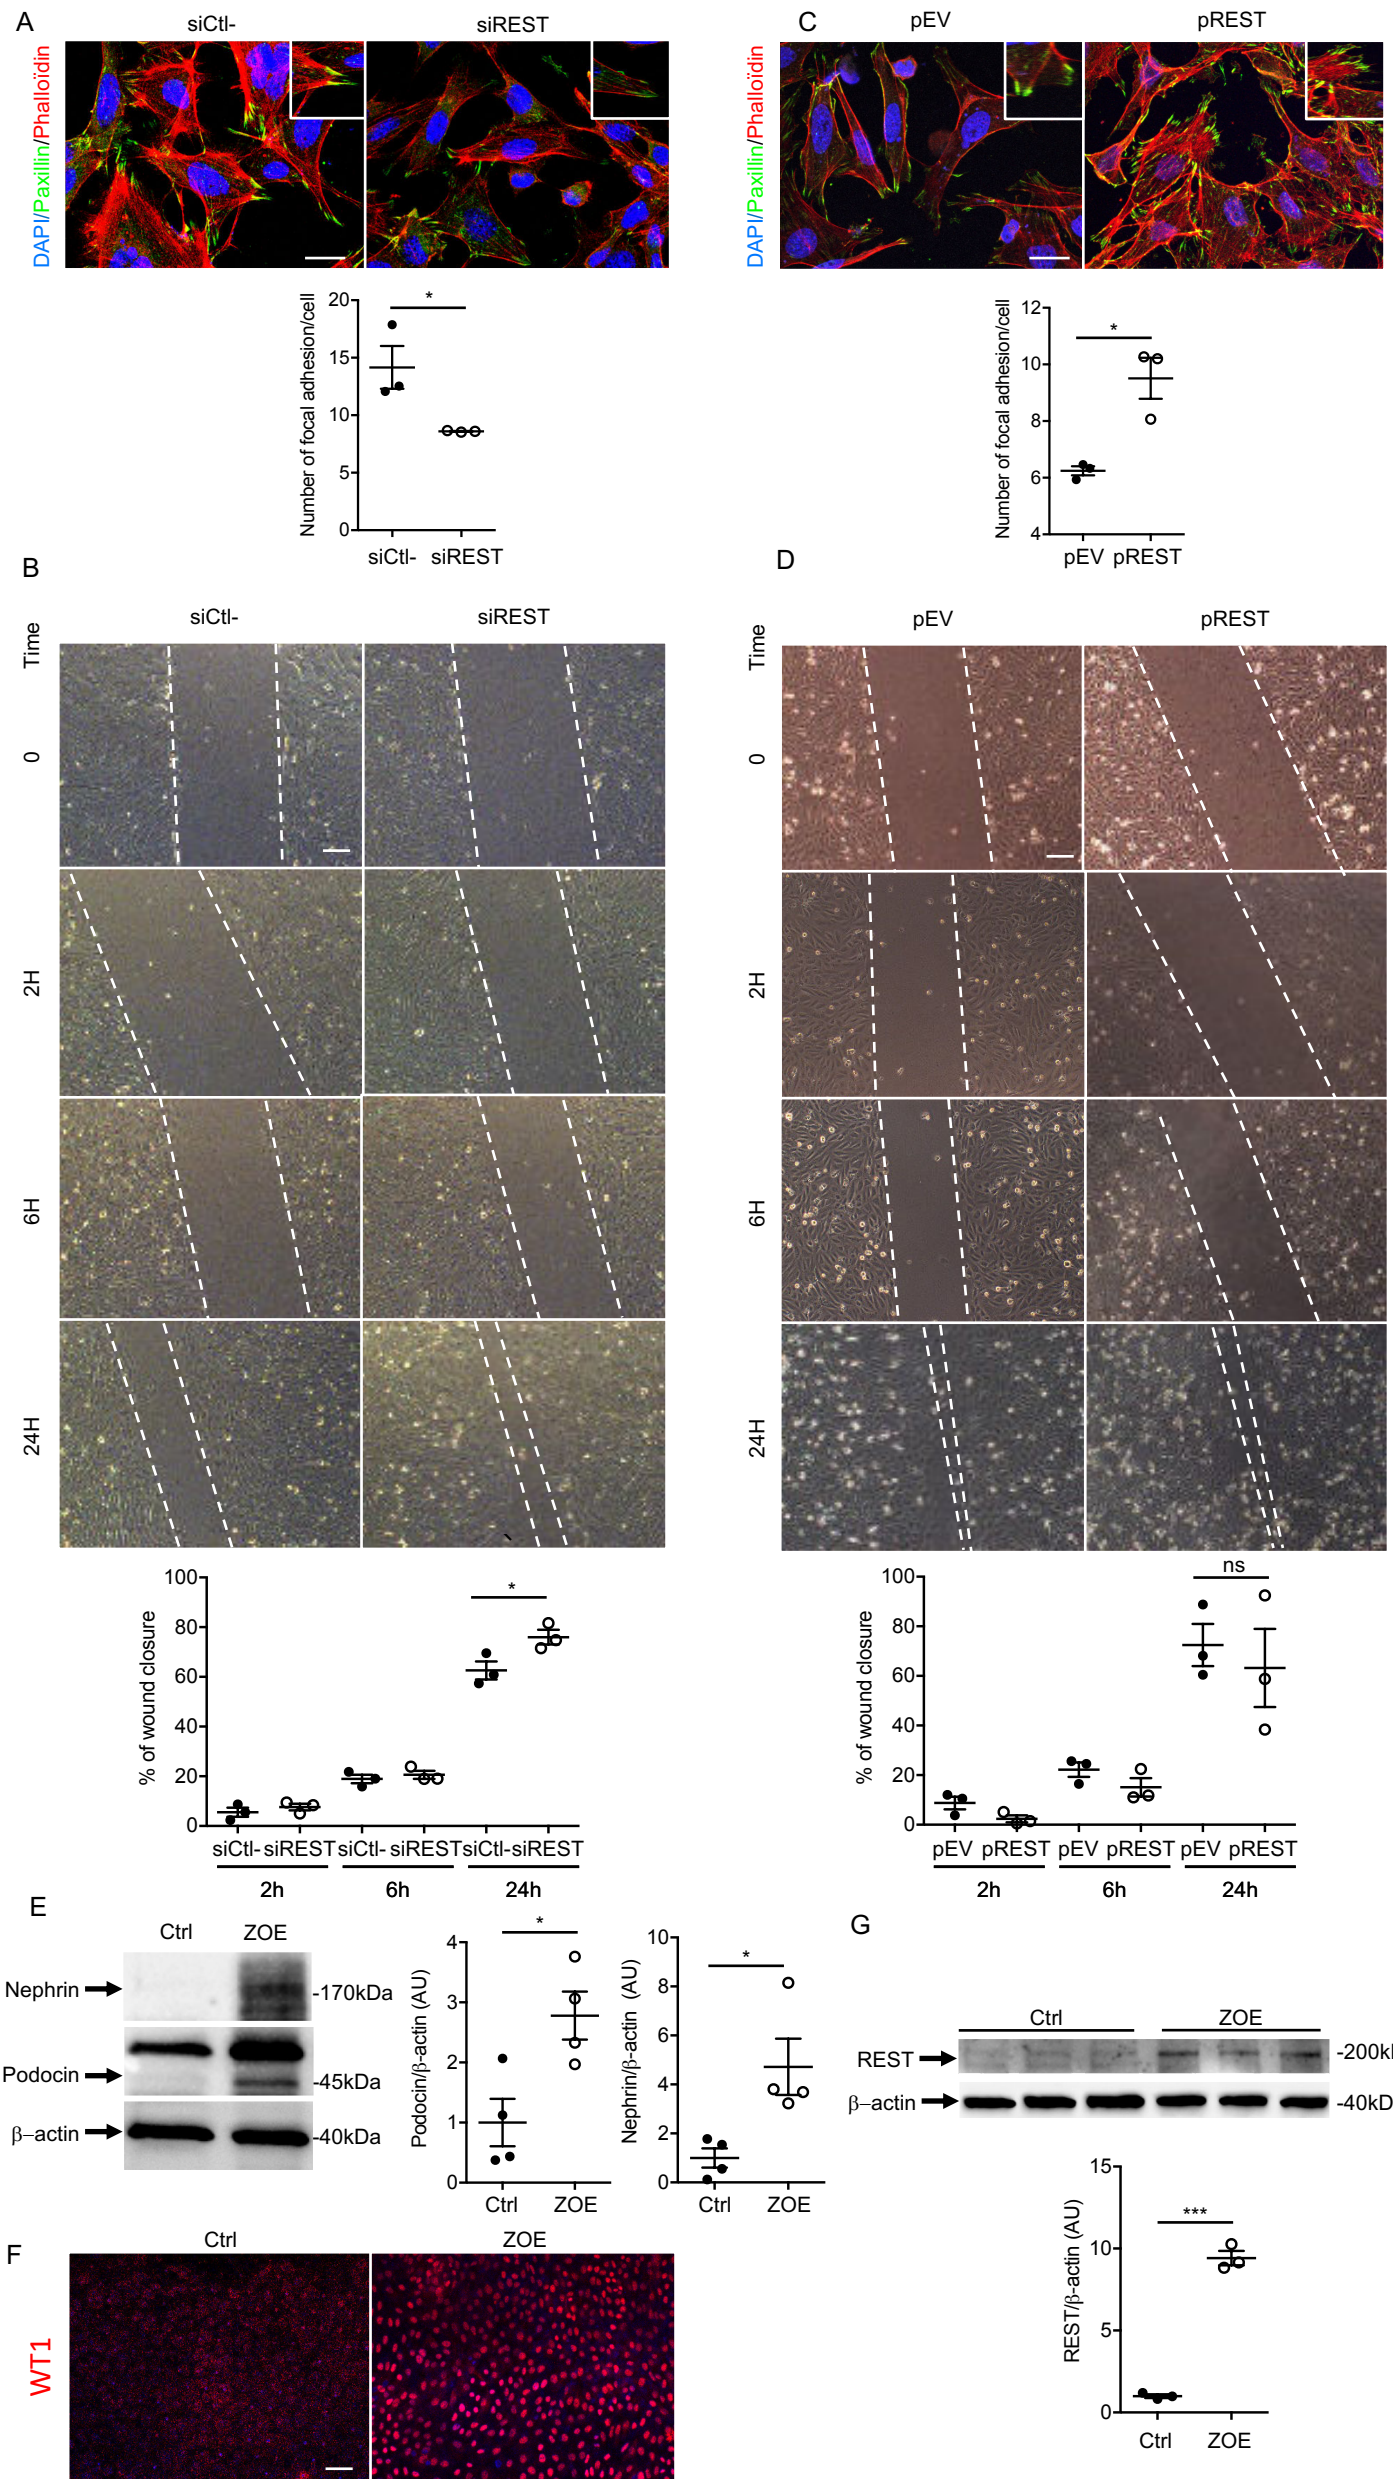 A
siCtl-
siREST
DAPI/Paxillin/Phalloïdin
20
15
10
5
0
Number of focal adhesion/cell
*
siCtl- siREST
C
pEV
pREST
DAPI/Paxillin/Phalloïdin
12
10
8
6
4
Number of focal adhesion/cell
*
pEV pREST
B
siCtl-
siREST
Time
0
2H
6H
24H
100
80
60
40
20
0
% of wound closure
*
siCtl- siREST siCtl- siREST siCtl- siREST
2h 6h 24h
D
pEV
pREST
Time
0
2H
6H
24H
100
80
60
40
20
0
% of wound closure
ns
pEV pREST pEV pREST pEV pREST
2h 6h 24h
E
Ctrl ZOE
Nephrin -170kDa
Podocin -45kDa
β–actin -40kDa
4
3
2
1
0
Podocin/β-actin (AU)
*
Ctrl ZOE
10
8
6
4
2
0
Nephrin/β-actin (AU)
*
Ctrl ZOE
F
Ctrl ZOE
WT1
G
Ctrl ZOE
REST -200k
β–actin -40kD
15
10
5
0
REST/β-actin (AU)
***
Ctrl ZOE